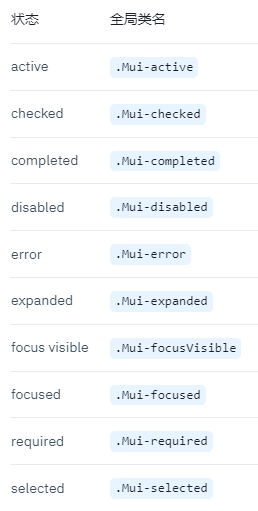 状态 全局类名
active .Mui-active
checked .Mui-checked
completed .Mui-completed
disabled .Mui-disabled
error .Mui-error
expanded .Mui-expanded
focus visible .Mui-focusVisible
focused .Mui-focused
required .Mui-required
selected .Mui-selected